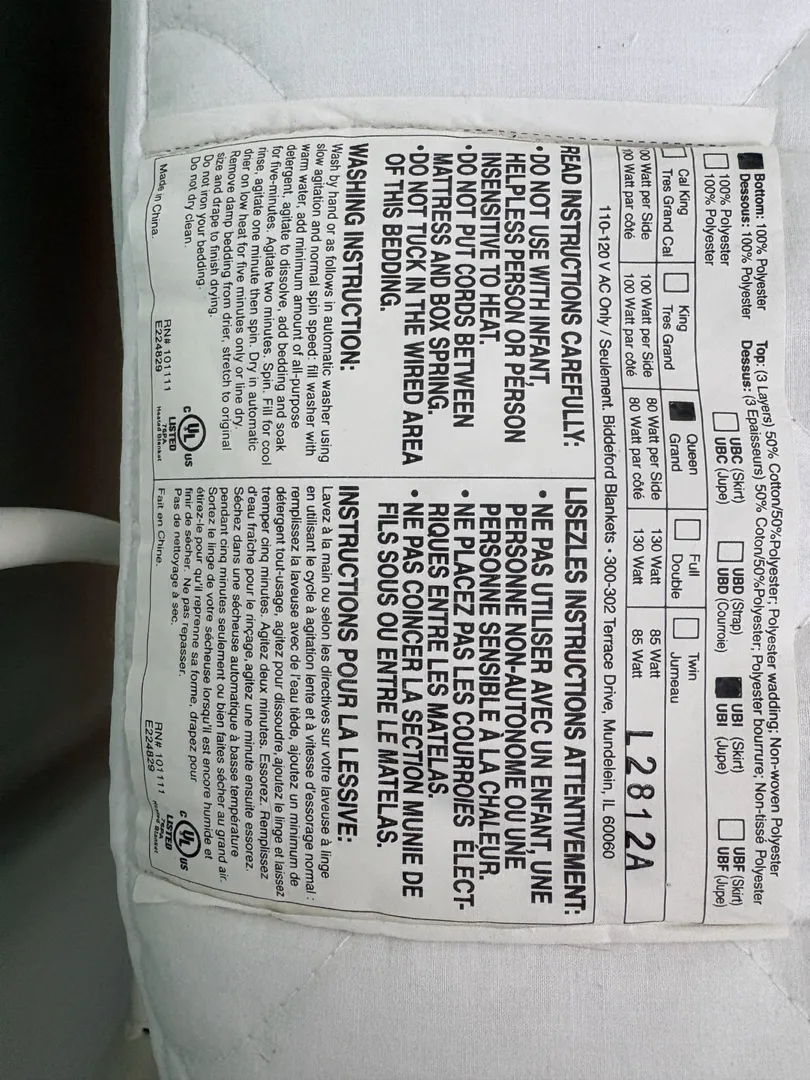 Bottom: 100% Polyester Top: (3 Layers) 50% Cotton/50%Polyester; Polyester wadding; Non-woven Polyester
Dessous: 100% Polyester Dessus: (3 Epaisseurs) 50% Coton/50%Polyester; Polyester bourrure; Non-tissé Polyester
100% Polyester UBC (Skirt) UBD (Strap) UBI (Skirt) UBF (Skirt)
100% Polyester UBC (Jupe) UBD (Courroie) UBI (Jupe) UBF (Jupe)
Cal King King Queen Full Twin
Tres Grand Cal Tres Grand Grand Double Jumeau
Watt per Side 100 Watt per Side 80 Watt per Side 130 Watt 85 Watt L2812A
Watt par côté 100 Watt par côté 80 Watt par côté 130 Watt 85 Watt
110-120 V AC Only / Seulement. Biddeford Blankets • 300-302 Terrace Drive, Mundelein, IL 60060
READ INSTRUCTIONS CAREFULLY:
• DO NOT USE WITH INFANT,
HELPLESS PERSON OR PERSON
INSENSITIVE TO HEAT.
• DO NOT PUT CORDS BETWEEN
MATTRESS AND BOX SPRING.
• DO NOT TUCK IN THE WIRED AREA
OF THIS BEDDING.
WASHING INSTRUCTION:
Wash by hand or as follows in automatic washer using
slow agitation and normal spin speed: fill washer with
warm water, add minimum amount of all-purpose
detergent, agitate to dissolve, add bedding and soak
for five-minutes. Agitate two minutes. Spin. Fill for cool
rinse, agitate one minute then spin. Dry in automatic
drier on low heat for five minutes only or line dry.
Remove damp bedding from drier, stretch to original
size and drape to finish drying.
Do not iron your bedding.
Do not dry clean.
Made in China.
RN# 101111
E224829
C UL US
LISTED
76PA
Heated Blanket
LISEZLES INSTRUCTIONS ATTENTIVEMENT:
• NE PAS UTILISER AVEC UN ENFANT, UNE
PERSONNE NON-AUTONOME OU UNE
PERSONNE SENSIBLE À LA CHALEUR.
• NE PLACEZ PAS LES COURROIES ÉLECT-
RIQUES ENTRE LES MATELAS.
• NE PAS COINCER LA SECTION MUNIE DE
FILS SOUS OU ENTRE LE MATELAS.
INSTRUCTIONS POUR LA LESSIVE:
Lavez à la main ou selon les directives sur votre laveuse à linge
en utilisant le cycle à agitation lente et à vitesse d'essorage normal :
remplissez la laveuse avec de l'eau tiède, ajoutez un minimum de
détergent tout-usage, agitez pour dissoudre,ajoutez le linge et laissez
tremper cinq minutes. Agitez deux minutes. Essorez. Remplissez
d'eau fraîche pour le rinçage,agitez une minute ensuite essorez.
Séchez dans une sécheuse automatique à basse température
pendant cinq minutes seulement ou bien faites sécher au grand air.
Sortez le linge de votre sécheuse lorsqu'il est encore humide et
étirez-le pour qu'il reprenne sa forme, drapez pour
finir de sécher. Ne pas repasser.
Pas de nettoyage à sec.
Fait en Chine.
RN# 101111
E224829
C UL US
LISTED
76PA
Blanket